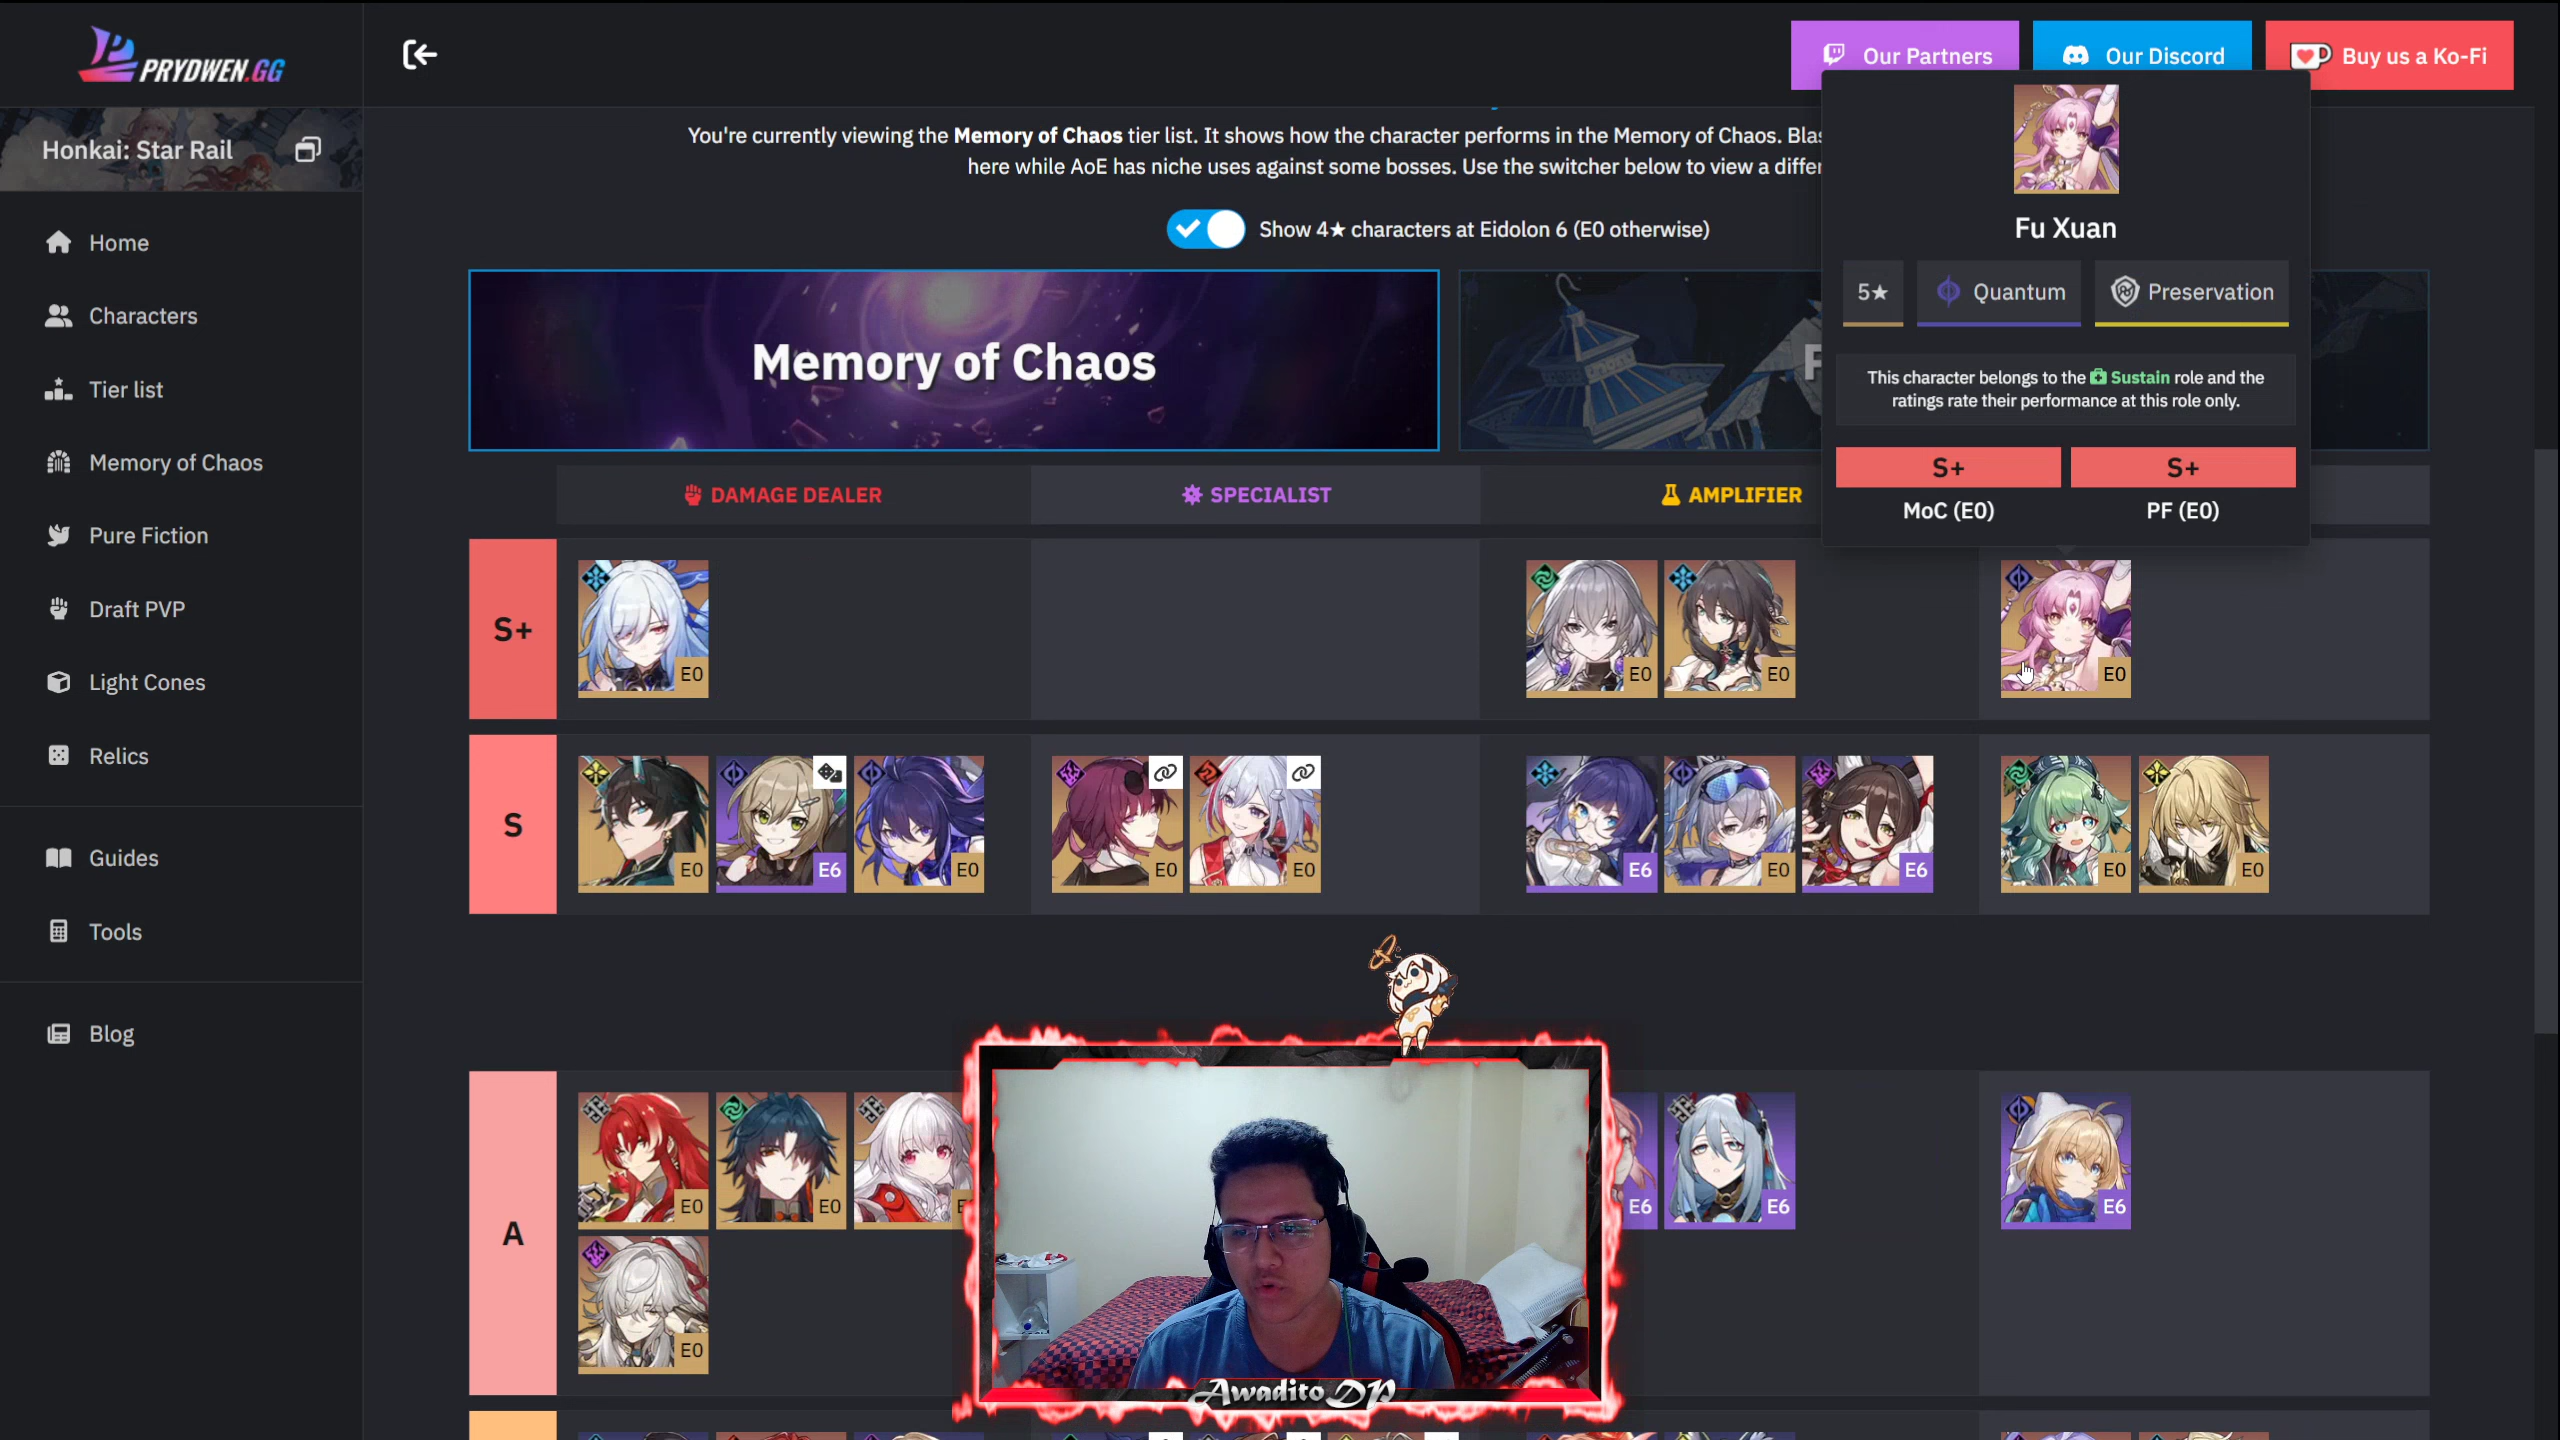 PRYDWEN.GG
Our Partners
Our Discord
Buy us a Ko-Fi
Honkai: Star Rail
Home
Characters
Tier list
Memory of Chaos
Pure Fiction
Draft PVP
Light Cones
Relics
Guides
Tools
Blog
You're currently viewing the Memory of Chaos tier list. It shows how the character performs in the Memory of Chaos.
here while AoE has niche uses against some bosses. Use the switcher below to view a
Show 4★ characters at Eidolon 6 (E0 otherwise)
Memory of Chaos
Fu Xuan
5★
Quantum
Preservation
This character belongs to the Sustain role and the
ratings rate their performance at this role only.
S+
S+
MoC (E0)
PF (E0)
DAMAGE DEALER
SPECIALIST
AMPLIFIER
S+
E0
E0
E0
E0
S
E0
E6
E0
E0
E0
E6
E0
E6
E0
E0
A
E0
E0
E6
E6
E6
E0
Awadito DP